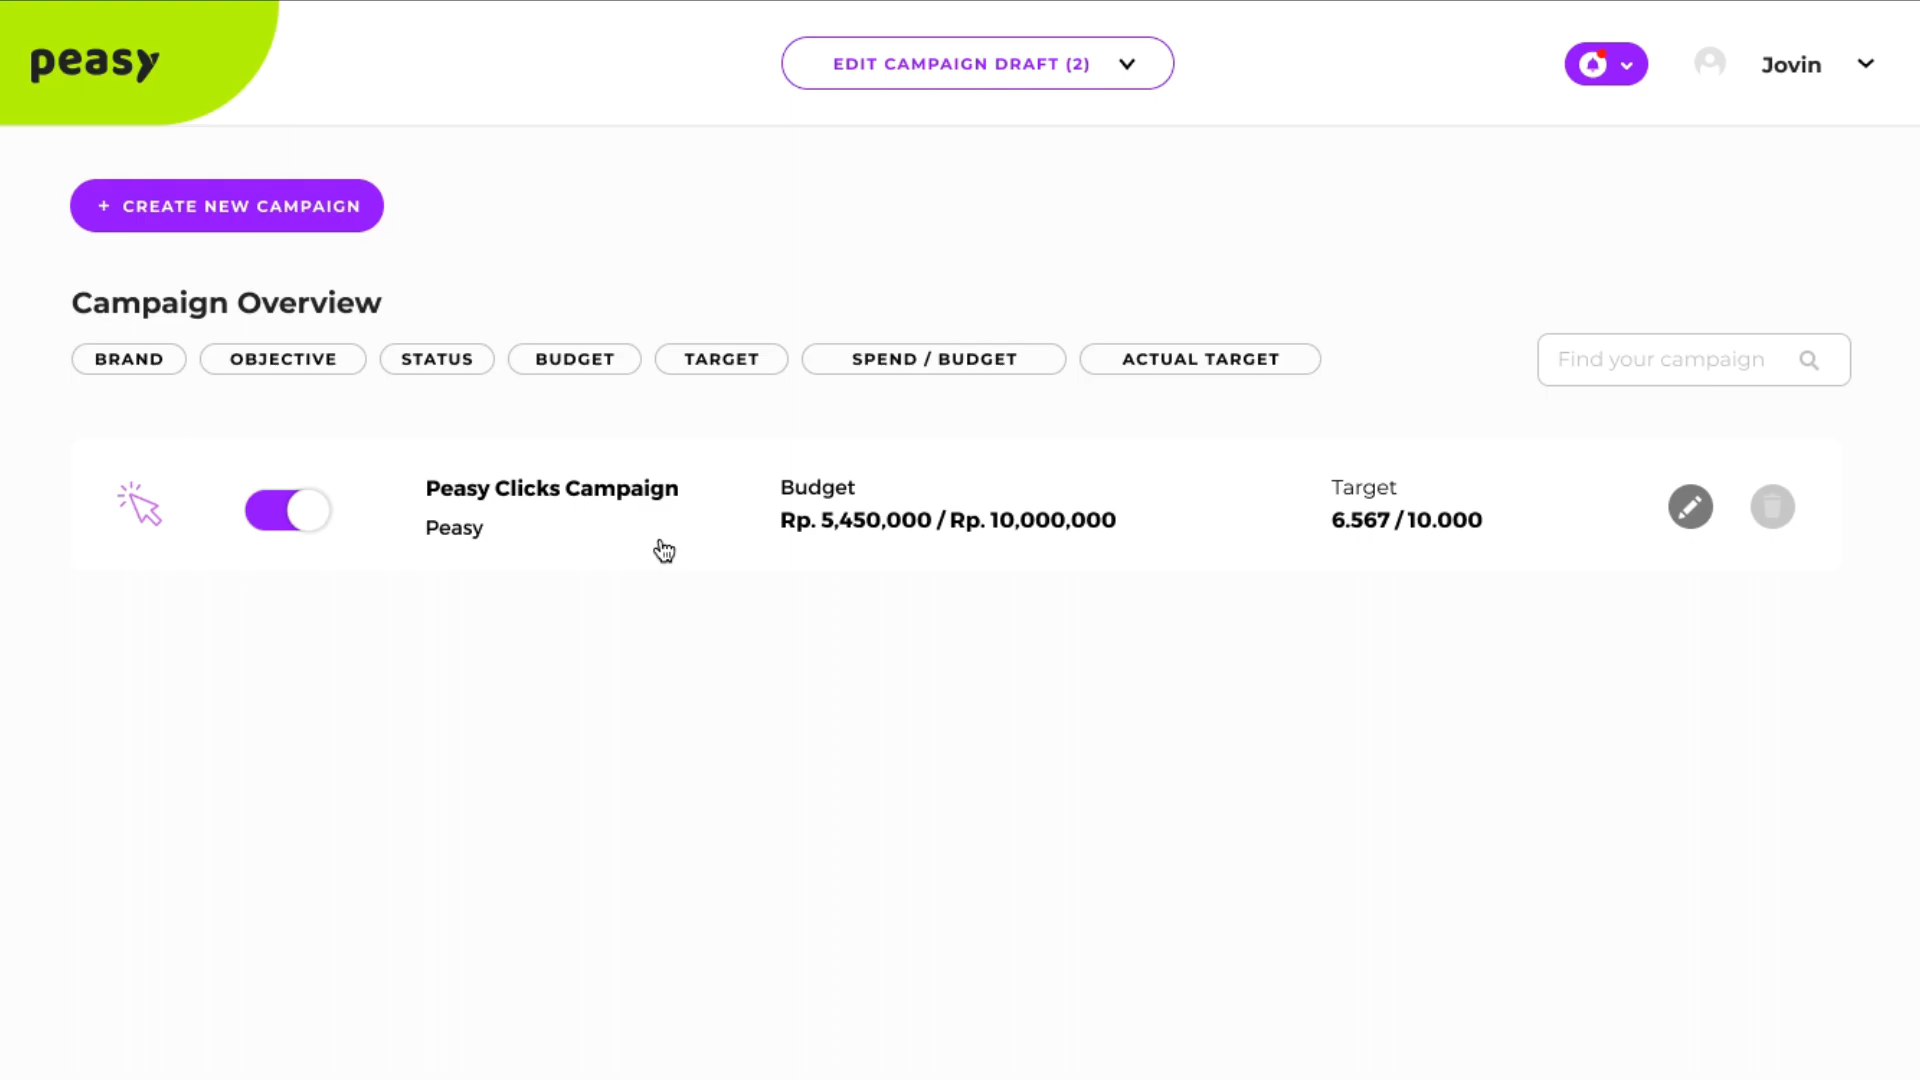 peasy
EDIT CAMPAIGN DRAFT (2)
Jovin
+ CREATE NEW CAMPAIGN
Campaign Overview
BRAND
OBJECTIVE
STATUS
BUDGET
TARGET
SPEND / BUDGET
ACTUAL TARGET
Find your campaign
Peasy Clicks Campaign
Peasy
Budget
Rp. 5,450,000 / Rp. 10,000,000
Target
6.567 / 10.000